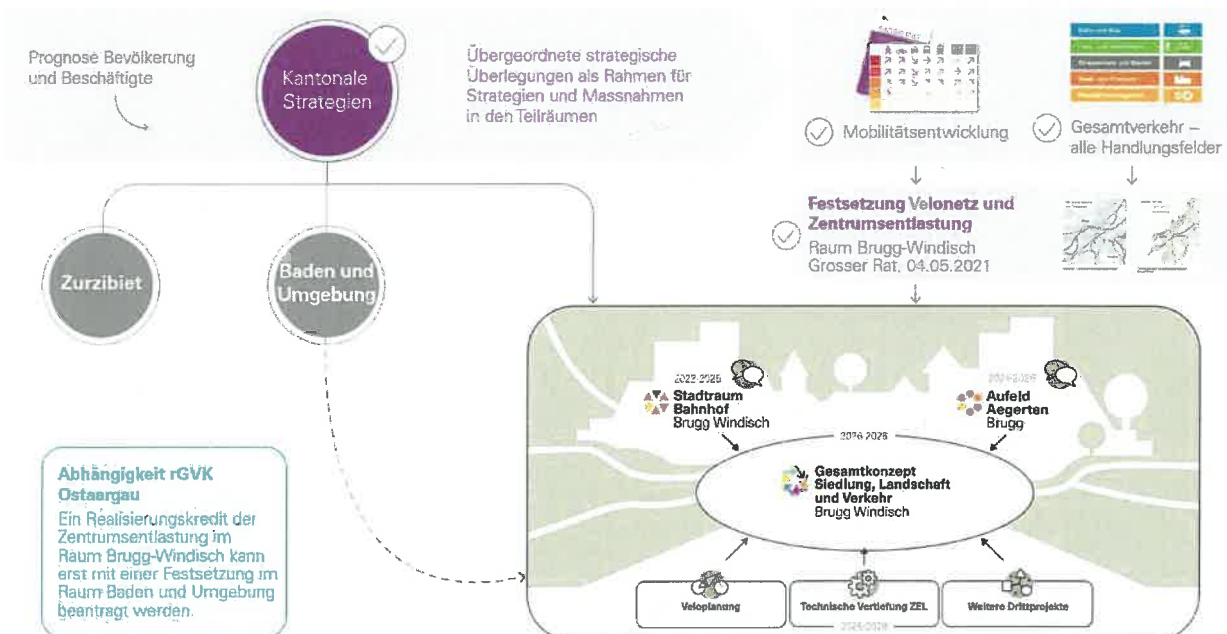 Prognose Bevölkerung
und Beschäftigte
Kantonale
Strategien
Übergeordnete strategische
Überlegungen als Rahmen für
Strategien und Massnahmen
in den Teilräumen
Mobilitätsentwicklung
Gesamtverkehr –
alle Handlungsfelder
Festsetzung Velonetz und
Zentrumsentlastung
Raum Brugg-Windisch
Grosser Rat, 04.05.2021
Zurzibiet
Baden und
Umgebung
Stadtraum
Bahnhof
Brugg Windisch
Aufeld
Aegerten
Brugg
Gesamtkonzept
Siedlung, Landschaft
und Verkehr
Brugg Windisch
Abhängigkeit rGVK
Ostaargau
Ein Realisierungskredit der
Zentrumsentlastung im
Raum Brugg-Windisch kann
erst mit einer Festsetzung im
Raum Baden und Umgebung
beantragt werden.
Veloplanung
Technische Vertiefung ZEL
Weitere Drittprojekte